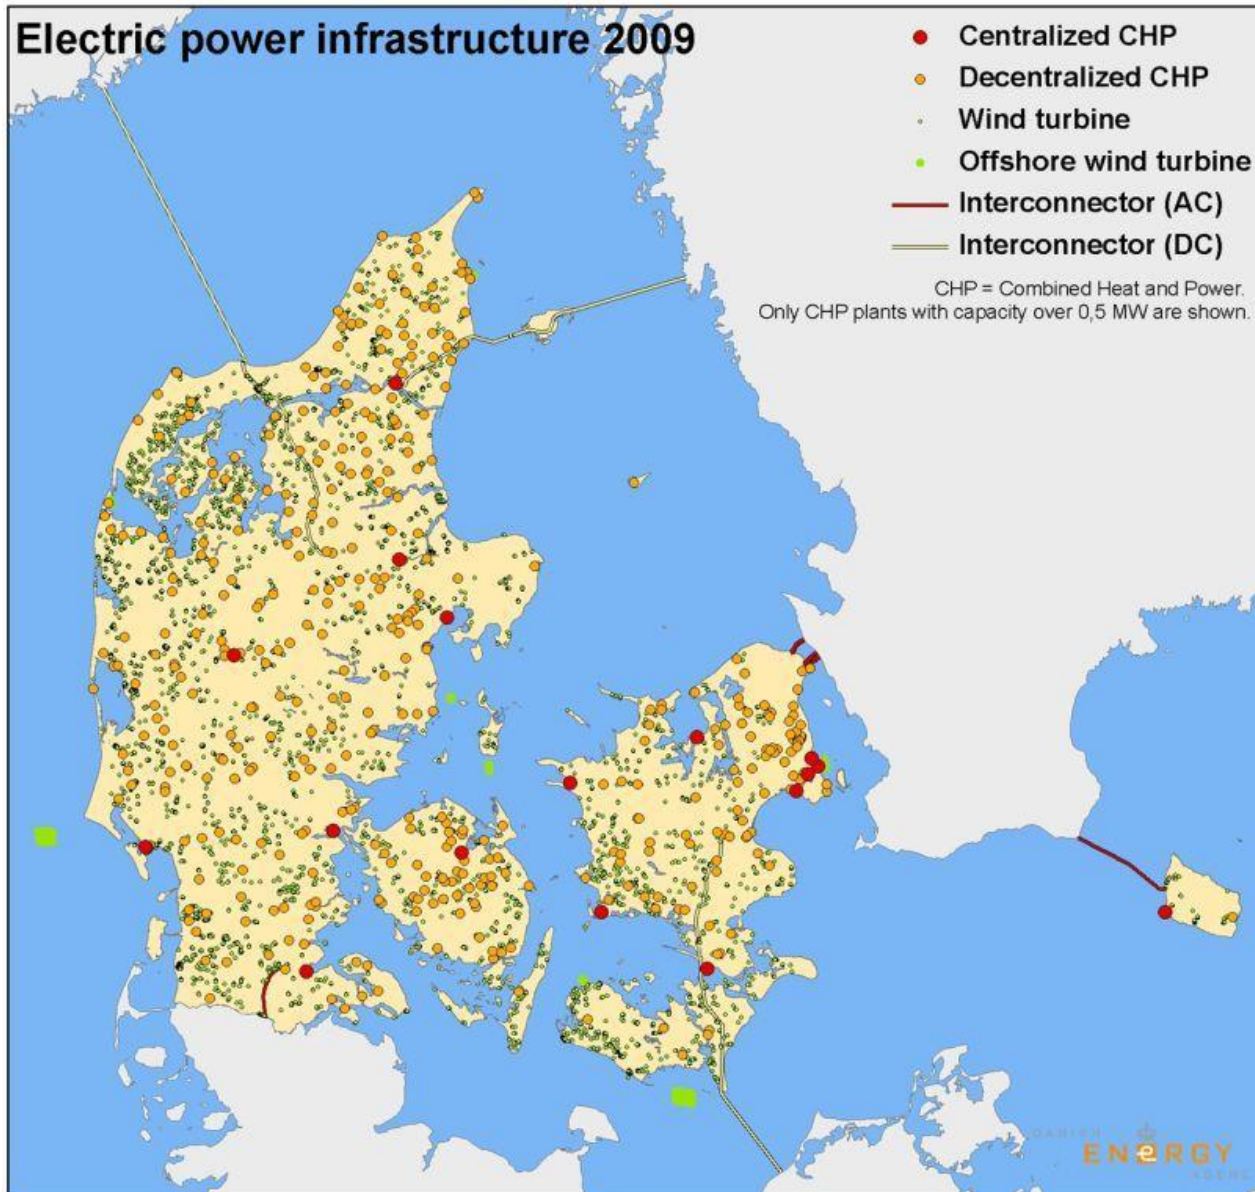 Electric power infrastructure 2009
Centralized CHP
Decentralized CHP
Wind turbine
Offshore wind turbine
Interconnector (AC)
Interconnector (DC)
CHP = Combined Heat and Power.
Only CHP plants with capacity over 0,5 MW are shown.
DANISH
ENeRGY